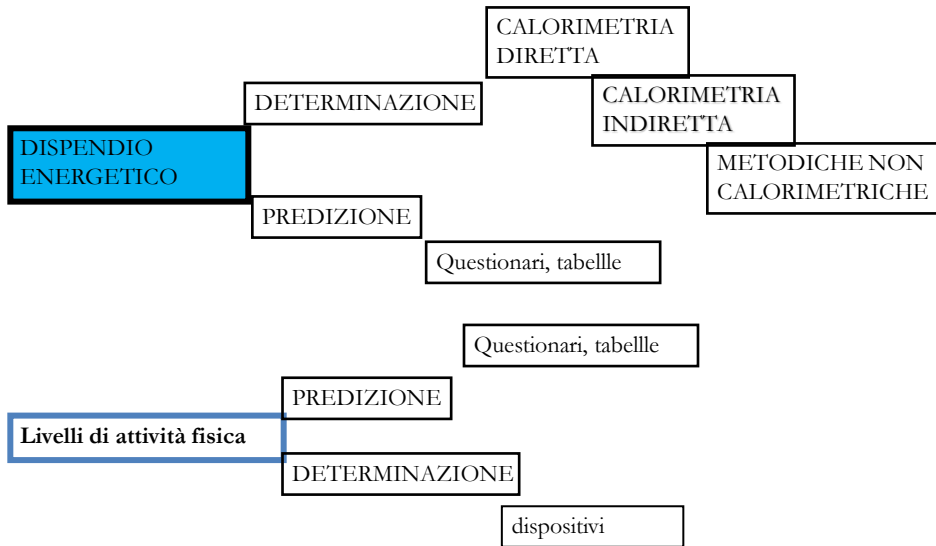 CALORIMETRIA
DIRETTA
DETERMINAZIONE
CALORIMETRIA
INDIRETTA
DISPENDIO
ENERGETICO
METODICHE NON
CALORIMETRICHE
PREDIZIONE
Questionari, tabellle
Questionari, tabellle
PREDIZIONE
Livelli di attività fisica
DETERMINAZIONE
dispositivi